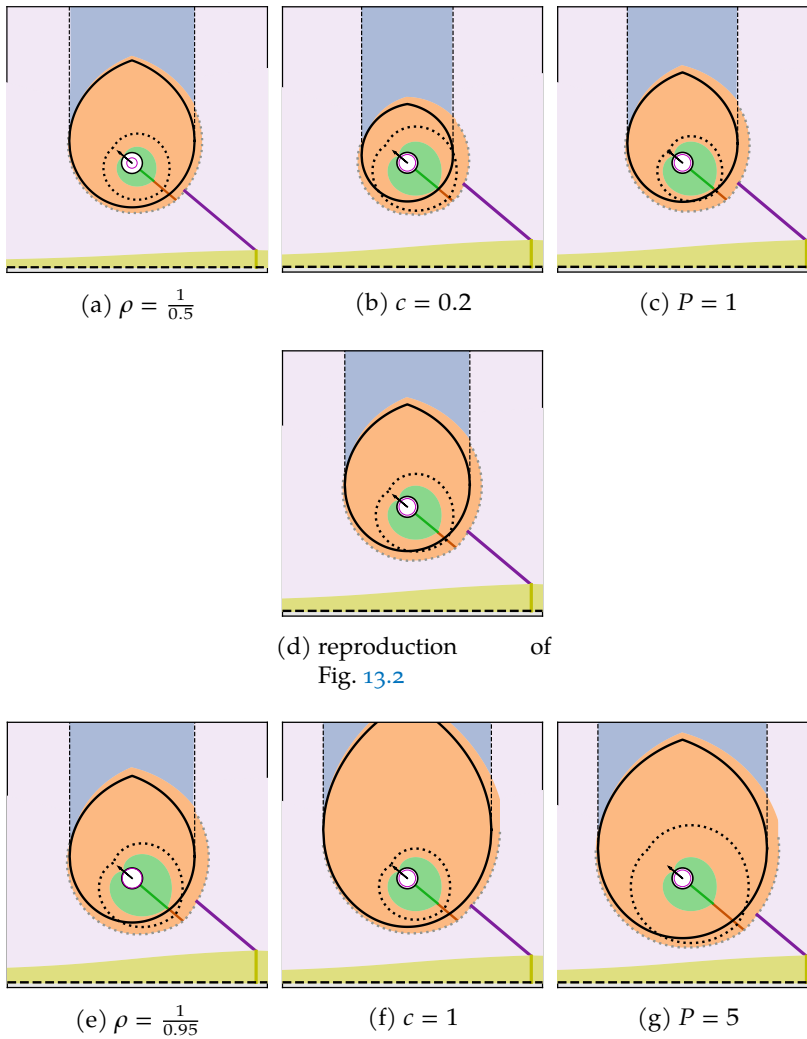 (a) ρ = 1/0.5
(b) c = 0.2
(c) P = 1
(d) reproduction of
Fig. 13.2
(e) ρ = 1/0.95
(f) c = 1
(g) P = 5